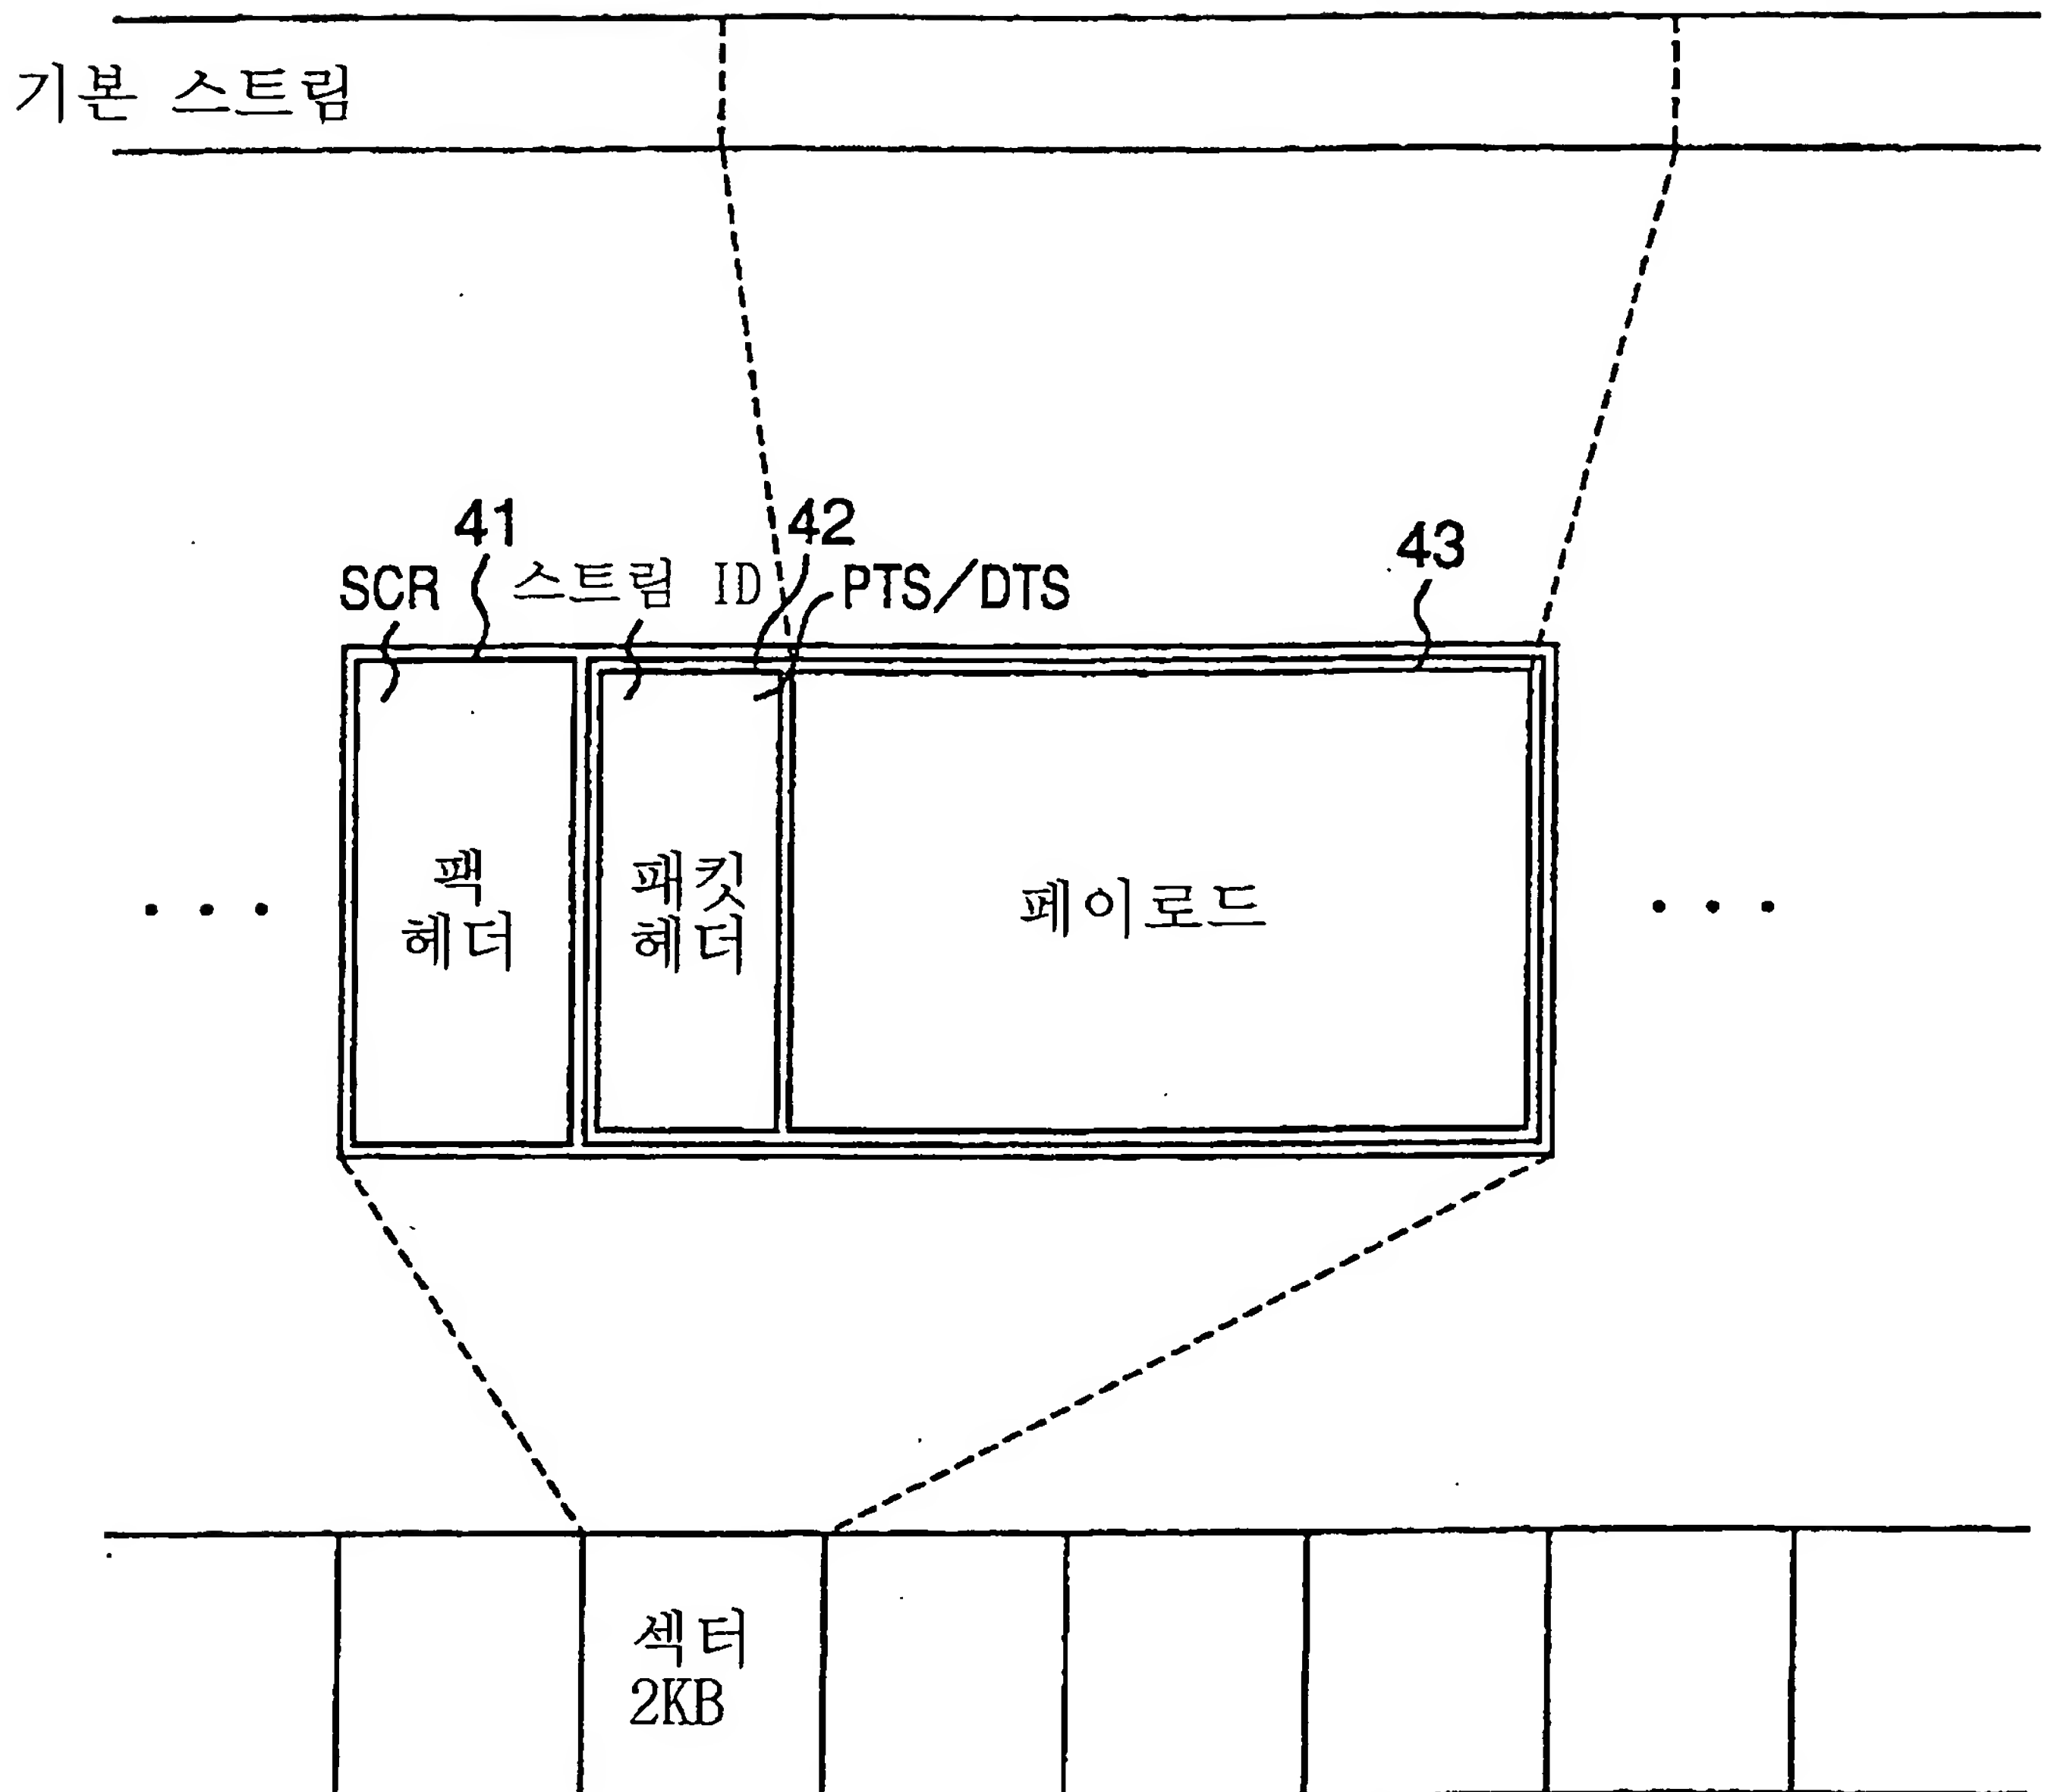 기본 스트림
41
42
43
SCR
스트림 ID
PTS/DTS
팩
헤더
패킷
헤더
페이로드
섹터
2KB